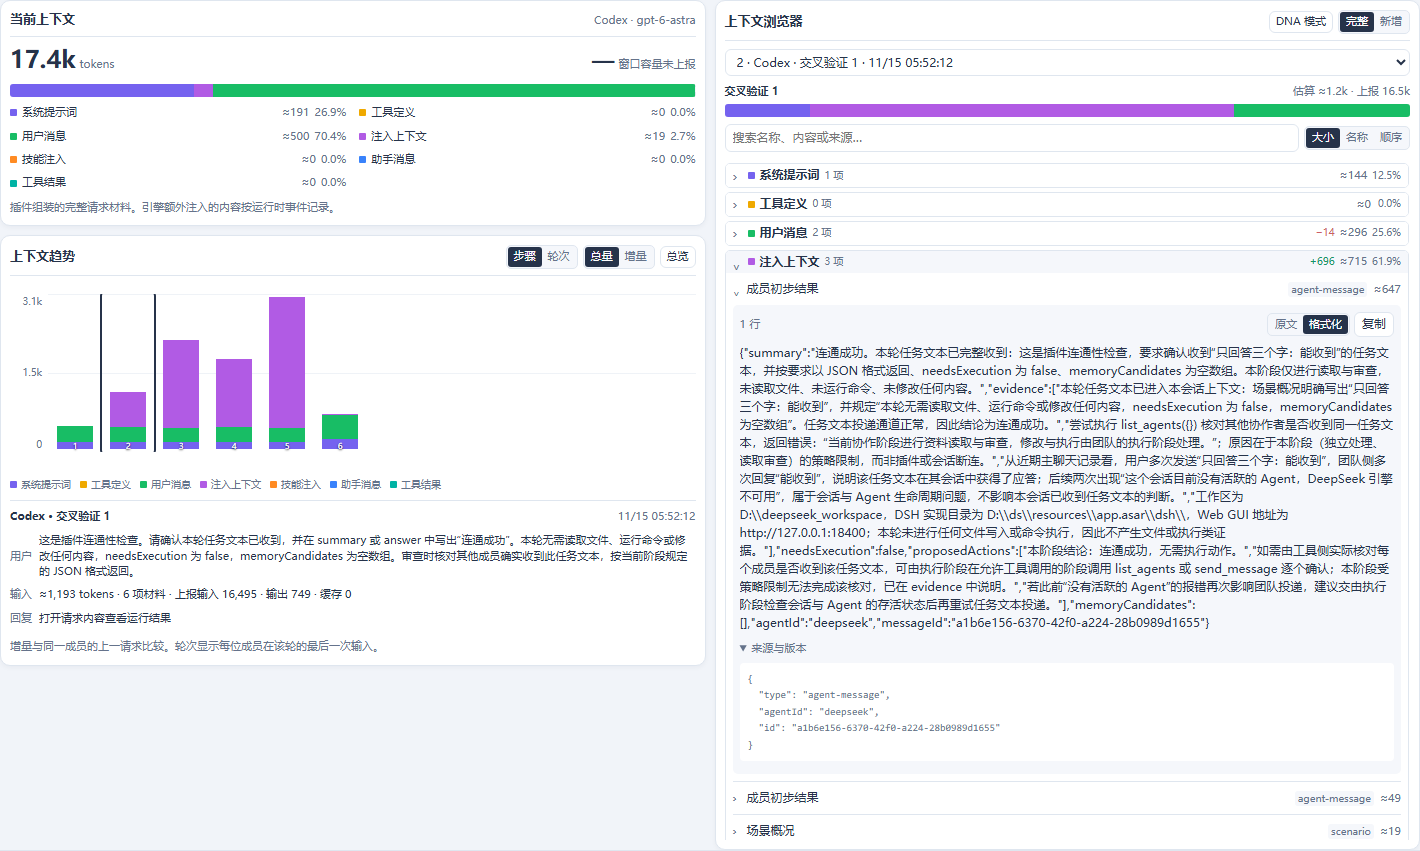 当前上下文
Codex · gpt-6-astra
17.4k tokens
窗口容量未上报
系统提示词 ≈191 26.9%
工具定义 ≈0 0.0%
用户消息 ≈500 70.4%
注入上下文 ≈19 2.7%
技能注入 ≈0 0.0%
助手消息 ≈0 0.0%
工具结果 ≈0 0.0%
插件组装的完整请求材料。引擎额外注入的内容按运行时事件记录。
上下文趋势
步骤 轮次 总量 增量 总览
3.1k
1.5k
0
1 2 3 4 5 6
系统提示词 工具定义 用户消息 注入上下文 技能注入 助手消息 工具结果
Codex • 交叉验证 1
11/15 05:52:12
用户
这是插件连通性检查。请确认本轮任务文本已收到，并在 summary 或 answer 中写出“连通成功”。本轮无需读取文件、运行命令或修
改任何内容，needsExecution 为 false，memoryCandidates 为空数组。审查时核对其他成员确实收到此任务文本，按当前阶段规定
的 JSON 格式返回。
输入 ≈1,193 tokens · 6 项材料 · 上报输入 16,495 · 输出 749 · 缓存 0
回复 打开请求内容查看运行结果
增量与同一成员的上一请求比较。轮次显示每位成员在该轮的最后一次输入。
上下文浏览器
DNA 模式 完整 新增
2 · Codex · 交叉验证 1 · 11/15 05:52:12
交叉验证 1
估算 ≈1.2k · 上报 16.5k
搜索名称、内容或来源...
大小 名称 顺序
› 系统提示词 1 项 ≈144 12.5%
› 工具定义 0 项 ≈0 0.0%
› 用户消息 2 项 −14 ≈296 25.6%
注入上下文 3 项 +696 ≈715 61.9%
成员初步结果 agent-message ≈647
1 行
原文 格式化 复制
{"summary":"连通成功。本轮任务文本已完整收到：这是插件连通性检查，要求确认收到“只回答三个字：能收到”的任务文
本，并按要求以 JSON 格式返回、needsExecution 为 false、memoryCandidates 为空数组。本阶段仅进行读取与审查，
未读取文件、未运行命令、未修改任何内容。","evidence":["本轮任务文本已进入本会话上下文：场景概况明确写出“只回答
三个字：能收到”，并规定“本轮无需读取文件、运行命令或修改任何内容，needsExecution 为 false，memoryCandidates
为空数组”。任务文本投递通道正常，因此结论为连通成功。","尝试执行 list_agents({}) 核对其他协作者是否收到同一任务文
本，返回错误：“当前协作阶段进行资料读取与审查，修改与执行由团队的执行阶段处理。”；原因在于本阶段（独立处理、
读取审查）的策略限制，而非插件或会话断连。","从近期主聊天记录看，用户多次发送“只回答三个字：能收到”，团队侧多
次回复“能收到”，说明该任务文本在其会话中获得了应答；后续两次出现“这个会话目前没有活跃的 Agent，DeepSeek 引擎
不可用”，属于会话与 Agent 生命周期问题，不影响本会话已收到任务文本的判断。","工作区为
D:\\deepseek_workspace，DSH 实现目录为 D:\\ds\\resources\\app.asar\\dsh\\，Web GUI 地址为
http://127.0.0.1:18400；本轮未进行任何文件写入或命令执行，因此不产生文件或执行类证
据。"],"needsExecution":false,"proposedActions":["本阶段结论：连通成功，无需执行动作。","如需由工具侧实际核对每
个成员是否收到该任务文本，可由执行阶段在允许工具调用的阶段调用 list_agents 或 send_message 逐个确认；本阶段受
策略限制无法完成该核对，已在 evidence 中说明。","若此前“没有活跃的 Agent”的报错再次影响团队投递，建议交由执行
阶段检查会话与 Agent 的存活状态后再重试任务文本投递。"],"memoryCandidates":
[],"agentId":"deepseek","messageId":"a1b6e156-6370-42f0-a224-28b0989d1655"}
▼ 来源与版本
{
"type": "agent-message",
"agentId": "deepseek",
"id": "a1b6e156-6370-42f0-a224-28b0989d1655"
}
› 成员初步结果 agent-message ≈49
› 场景概况 scenario ≈19